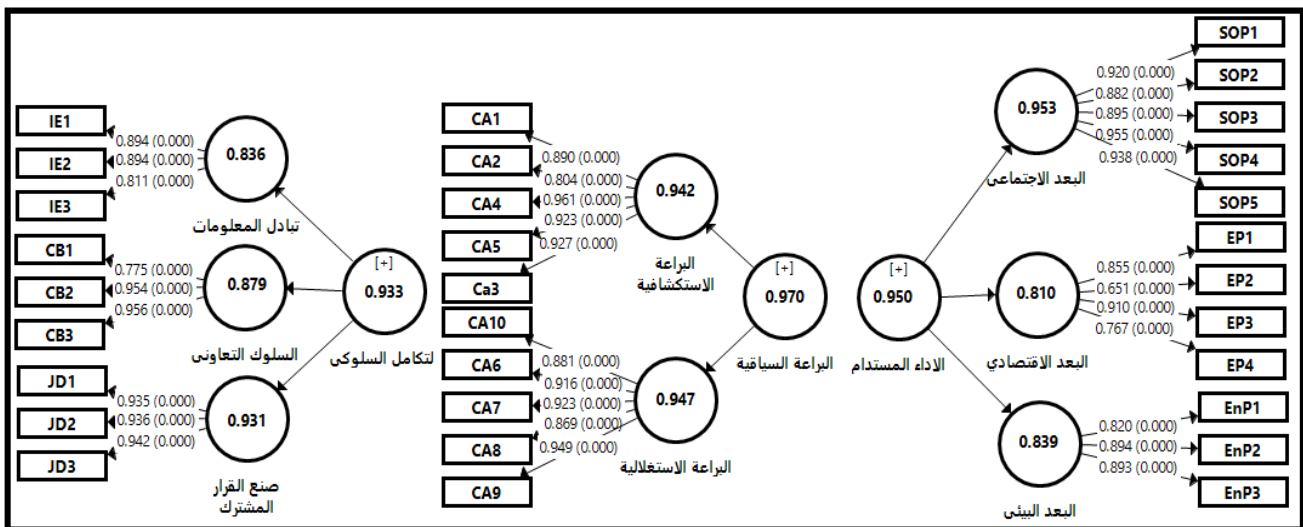 IE1
IE2
IE3
0.894 (0.000)
0.894 (0.000)
0.811 (0.000)
0.836
تبادل المعلومات
CB1
CB2
CB3
0.775 (0.000)
0.954 (0.000)
0.956 (0.000)
0.879
السلوك التعاونى
JD1
JD2
JD3
0.935 (0.000)
0.936 (0.000)
0.942 (0.000)
0.931
صنع القرار
المشترك
[+]
0.933
لتكامل السلوكى
CA1
CA2
CA4
CA5
Ca3
0.890 (0.000)
0.804 (0.000)
0.961 (0.000)
0.923 (0.000)
0.927 (0.000)
0.942
البراعة
الاستكشافية
CA10
CA6
CA7
CA8
CA9
0.881 (0.000)
0.916 (0.000)
0.923 (0.000)
0.869 (0.000)
0.949 (0.000)
0.947
البراعة الاستغلالية
[+]
0.970
البراعة السياقية
[+]
0.950
الاداء المستدام
0.953
البعد الاجتماعى
0.920 (0.000)
0.882 (0.000)
0.895 (0.000)
0.955 (0.000)
0.938 (0.000)
SOP1
SOP2
SOP3
SOP4
SOP5
0.810
البعد الاقتصادي
0.855 (0.000)
0.651 (0.000)
0.910 (0.000)
0.767 (0.000)
EP1
EP2
EP3
EP4
0.839
البعد البيئى
0.820 (0.000)
0.894 (0.000)
0.893 (0.000)
EnP1
EnP2
EnP3